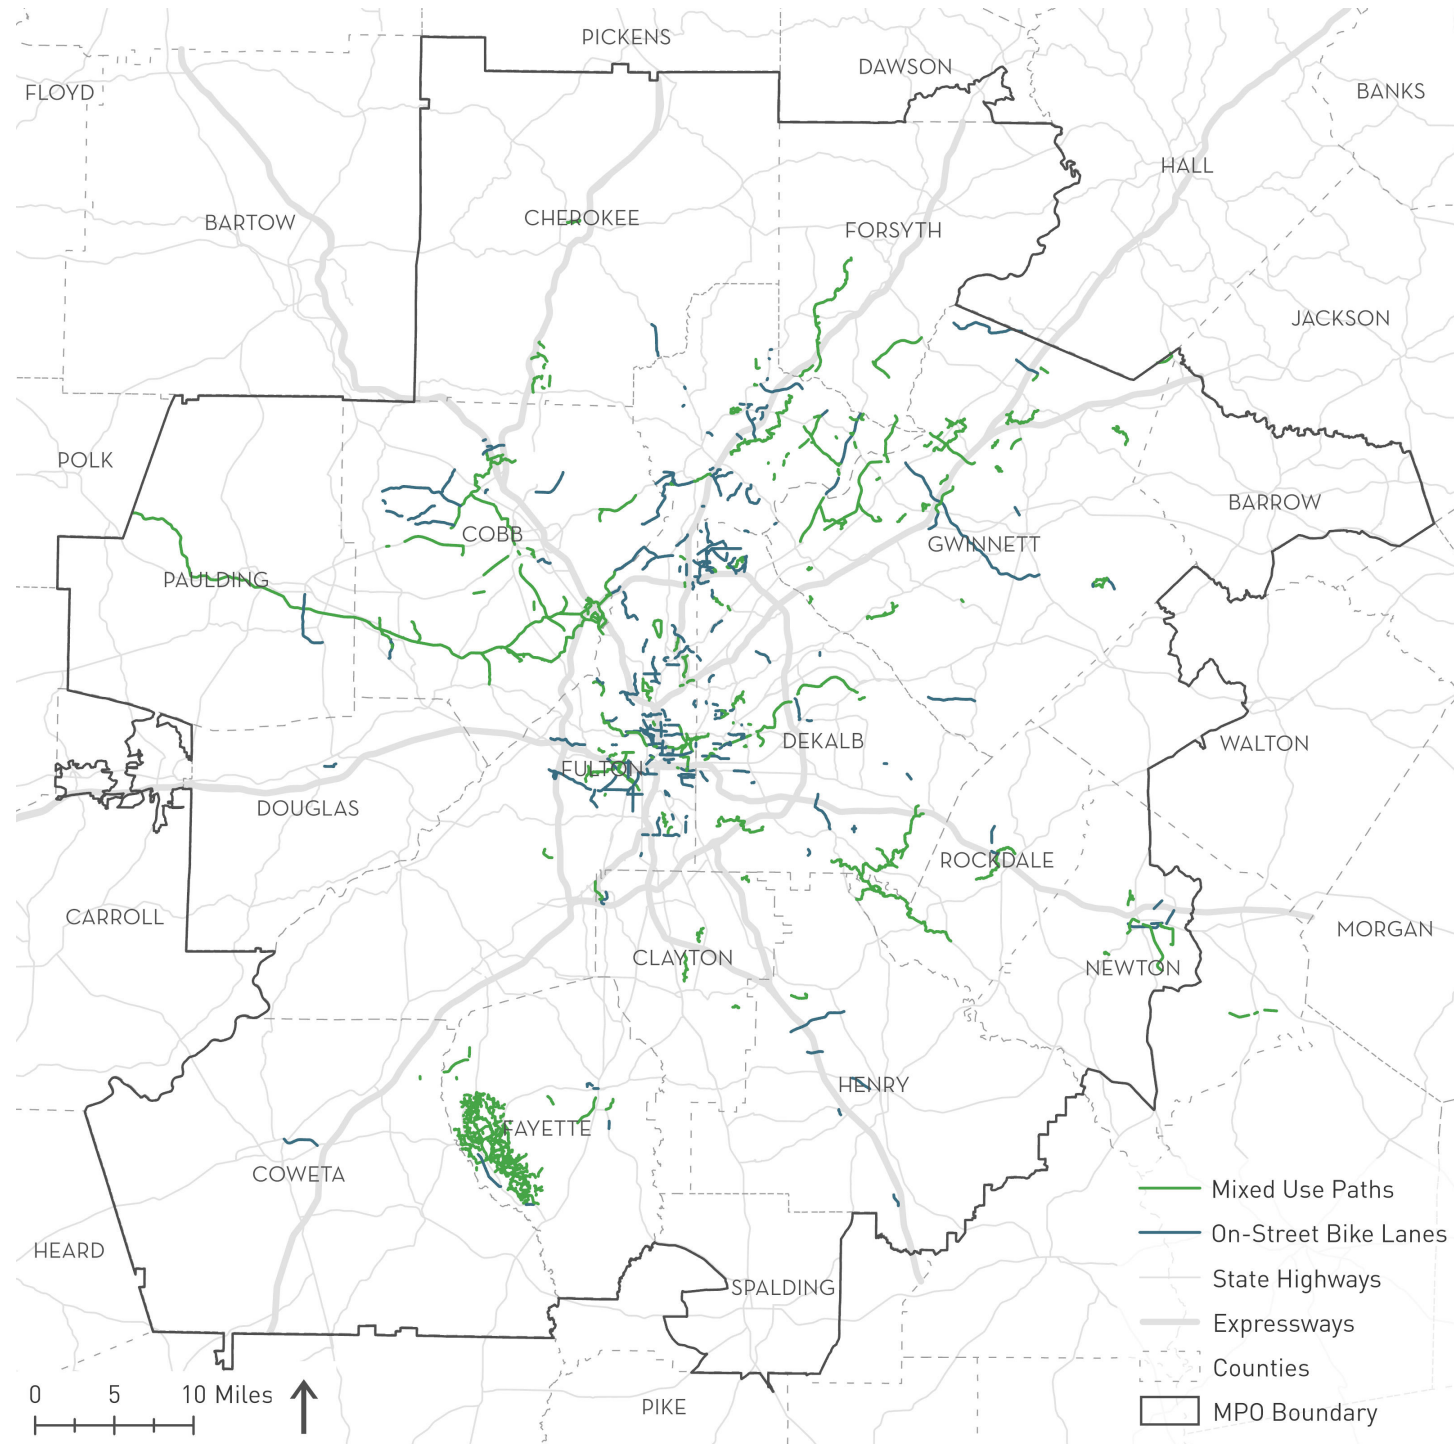 PICKENS
DAWSON
FLOYD
BANKS
HALL
BARTOW
CHEROKEE
FORSYTH
JACKSON
POLK
BARROW
COBB
GWINNETT
PAULDING
DEKALB
WALTON
FULTON
DOUGLAS
ROCKDALE
CARROLL
MORGAN
CLAYTON
NEWTON
HENRY
FAYETTE
COWETA
HEARD
SPALDING
PIKE
Mixed Use Paths
On-Street Bike Lanes
State Highways
Expressways
Counties
MPO Boundary
0 5 10 Miles